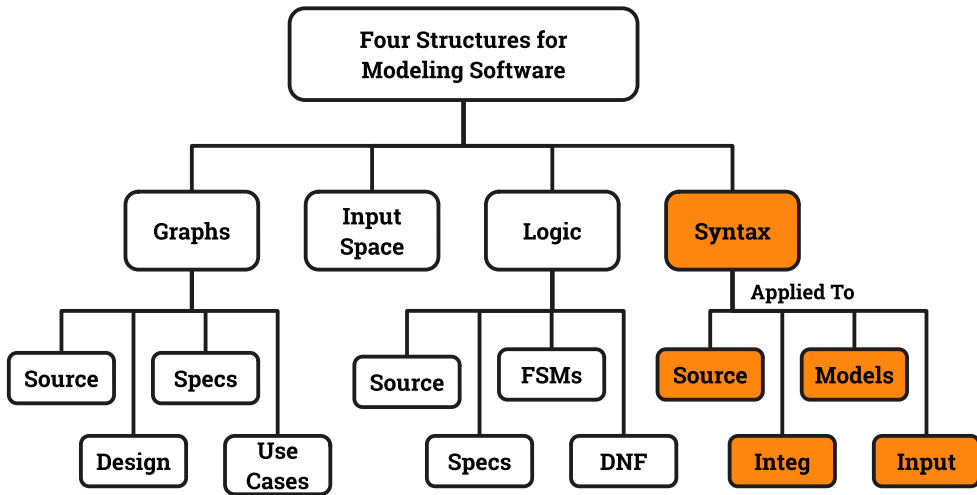 Four Structures for
Modeling Software
Graphs
Input
Space
Logic
Syntax
Applied To
Source
Specs
Source
FSMs
Source
Models
Design
Use
Cases
Specs
DNF
Integ
Input